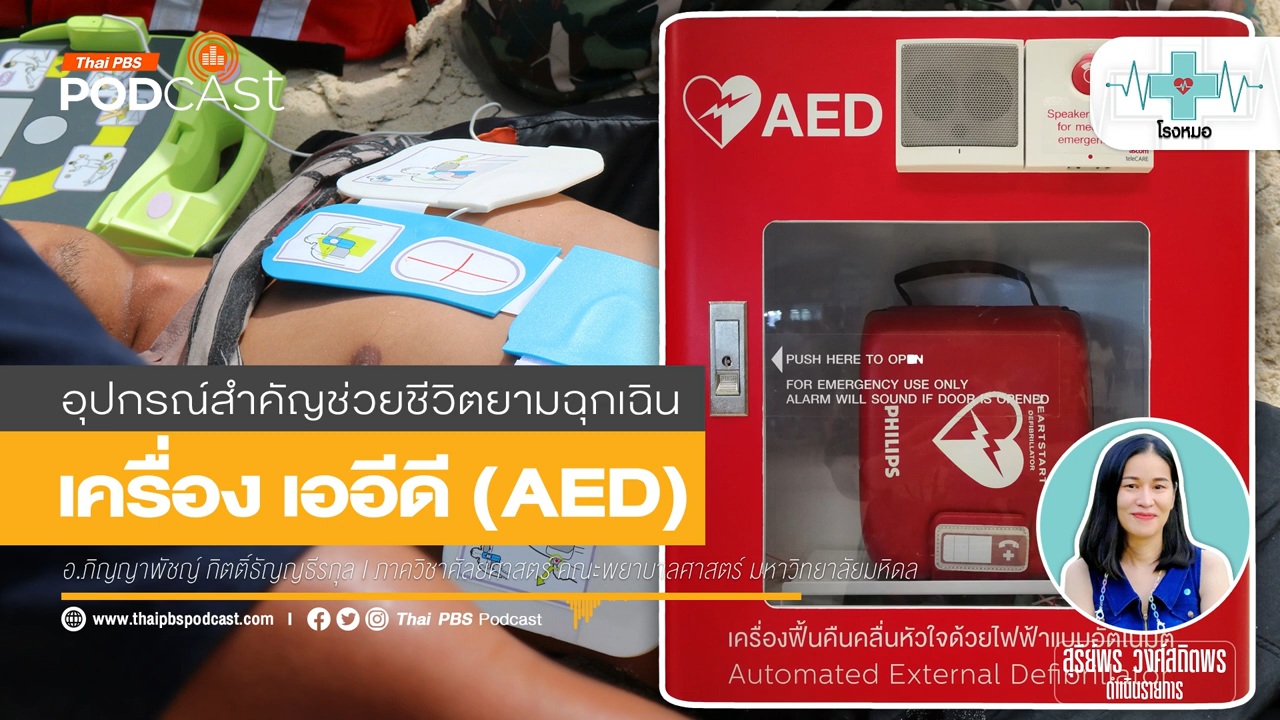 Thai PBS
PODCAST
อุปกรณ์สำคัญช่วยชีวิตยามฉุกเฉิน
เครื่อง เออีดี (AED)
อ.ภิญญาพัชญ์ กิตติ์ธัญญธีรกุล | ภาควิชาศัลยศาสตร์ คณะพยาบาลศาสตร์ มหาวิทยาลัยมหิดล
www.thaipbspodcast.com | Thai PBS Podcast
AED
Speaker
for me
emergen
teleCARE
โรงหมอ
PUSH HERE TO OPEN
FOR EMERGENCY USE ONLY
ALARM WILL SOUND IF DOOR IS OPENED
PHILIPS
HEARTSTART
DEFIBRILLATOR
เครื่องฟื้นคืนคลื่นหัวใจด้วยไฟฟ้าแบบอัตโนมัติ
Automated External Defibrillator
สุรัยพร วงศ์สถิตพร
ดำเนินรายการ